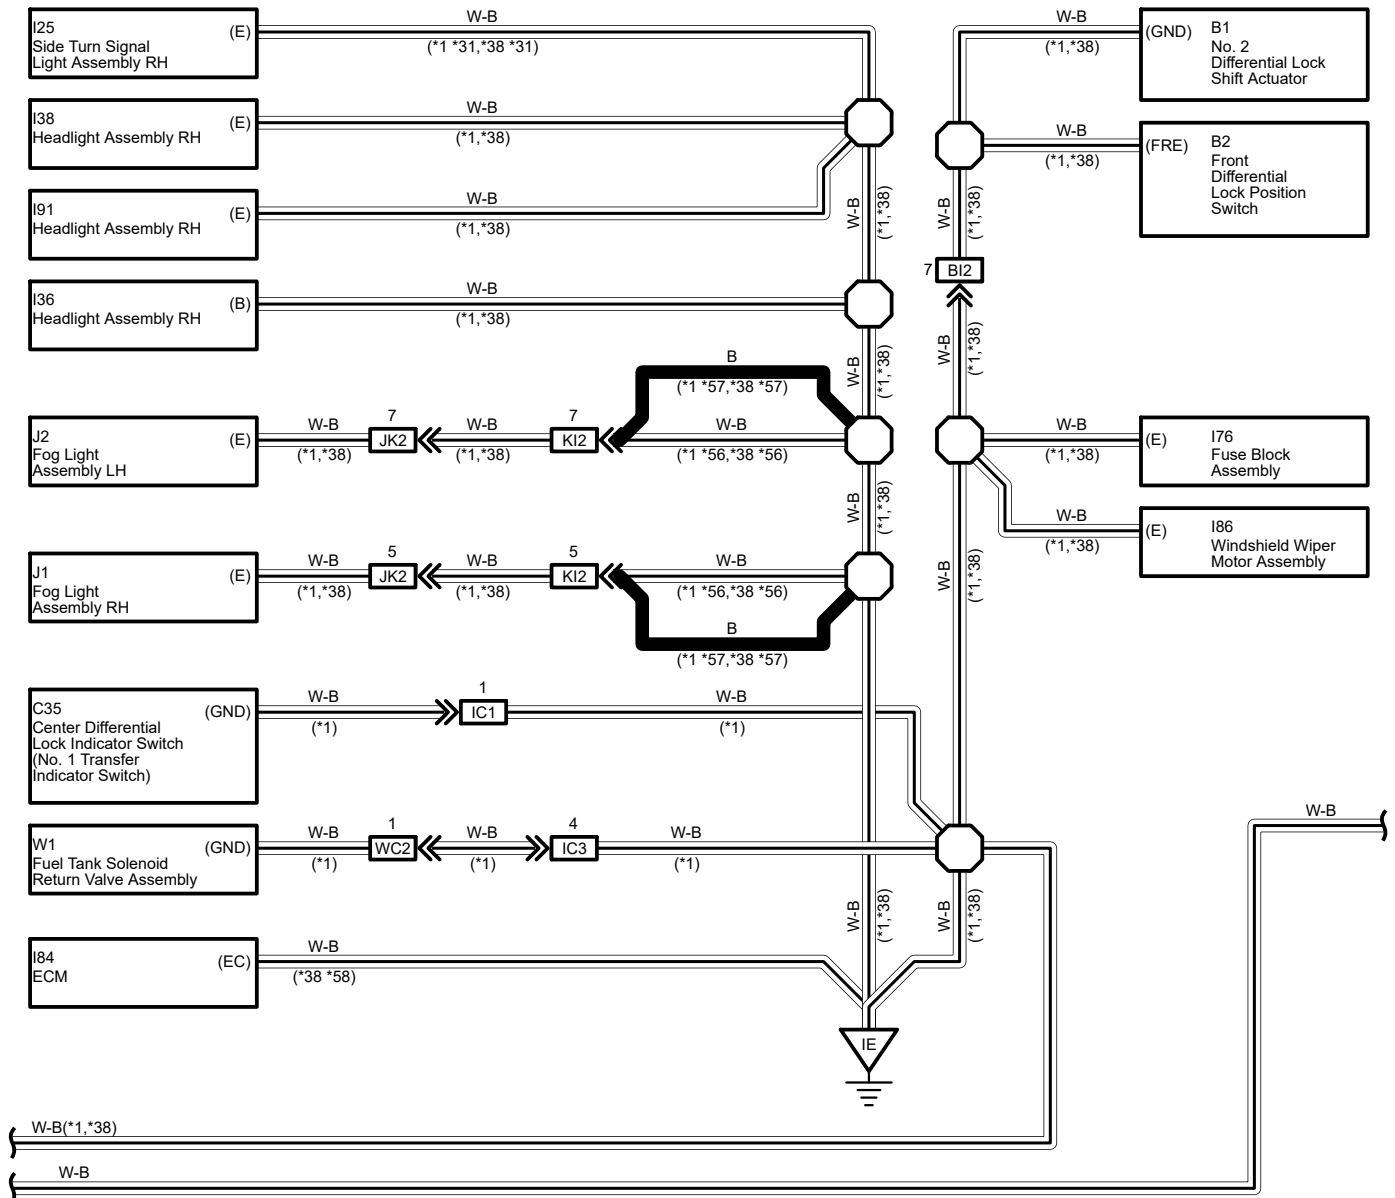 I25
Side Turn Signal
Light Assembly RH
(E)
W-B
(*1 *31,*38 *31)
I38
Headlight Assembly RH
(E)
W-B
(*1,*38)
I91
Headlight Assembly RH
(E)
W-B
(*1,*38)
W-B
(*1,*38)
I36
Headlight Assembly RH
(B)
W-B
(*1,*38)
W-B
(*1,*38)
J2
Fog Light
Assembly LH
(E)
W-B
(*1,*38)
7
JK2
W-B
(*1,*38)
7
KI2
B
(*1 *57,*38 *57)
W-B
(*1 *56,*38 *56)
W-B
(*1,*38)
J1
Fog Light
Assembly RH
(E)
W-B
(*1,*38)
5
JK2
W-B
(*1,*38)
5
KI2
W-B
(*1 *56,*38 *56)
B
(*1 *57,*38 *57)
C35
Center Differential
Lock Indicator Switch
(No. 1 Transfer
Indicator Switch)
(GND)
W-B
(*1)
1
IC1
W-B
(*1)
W1
Fuel Tank Solenoid
Return Valve Assembly
(GND)
W-B
(*1)
1
WC2
W-B
(*1)
4
IC3
W-B
(*1)
I84
ECM
(EC)
W-B
(*38 *58)
W-B
(*1,*38)
W-B
(*1,*38)
IE
W-B
(*1,*38)
(GND)
B1
No. 2
Differential Lock
Shift Actuator
W-B
(*1,*38)
(FRE)
B2
Front
Differential
Lock Position
Switch
W-B
(*1,*38)
7
BI2
W-B
(*1,*38)
W-B
(*1,*38)
(E)
I76
Fuse Block
Assembly
W-B
(*1,*38)
(E)
I86
Windshield Wiper
Motor Assembly
W-B
(*1,*38)
W-B
W-B(*1,*38)
W-B